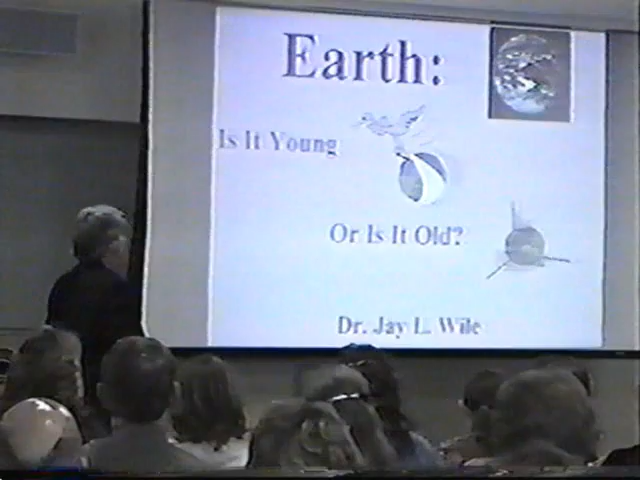 Earth:
Is It Young
Or Is It Old?
Dr. Jay L. Wile